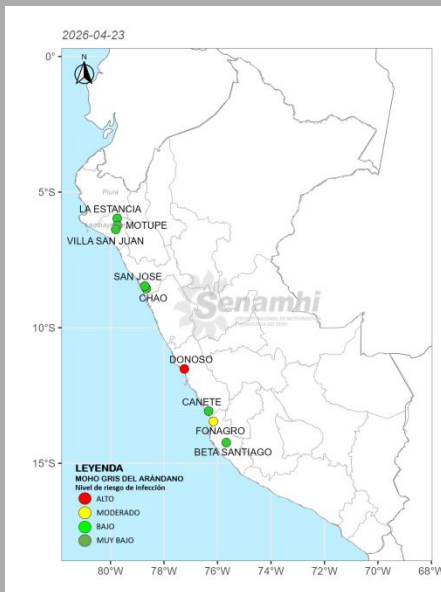 2026-04-23
N
0°
5°S
10°S
15°S
Piura
LA ESTANCIA
MOTUPE
VILLA SAN JUAN
SAN JOSE
CHAO
Senamhi
DONOSO
CANETE
FONAGRO
BETA SANTIAGO
LEYENDA
MOHO GRIS DEL ARÁNDANO
Nivel de riesgo de infección
ALTO
MODERADO
BAJO
MUY BAJO
80°W 78°W 76°W 74°W 72°W 70°W 68°W